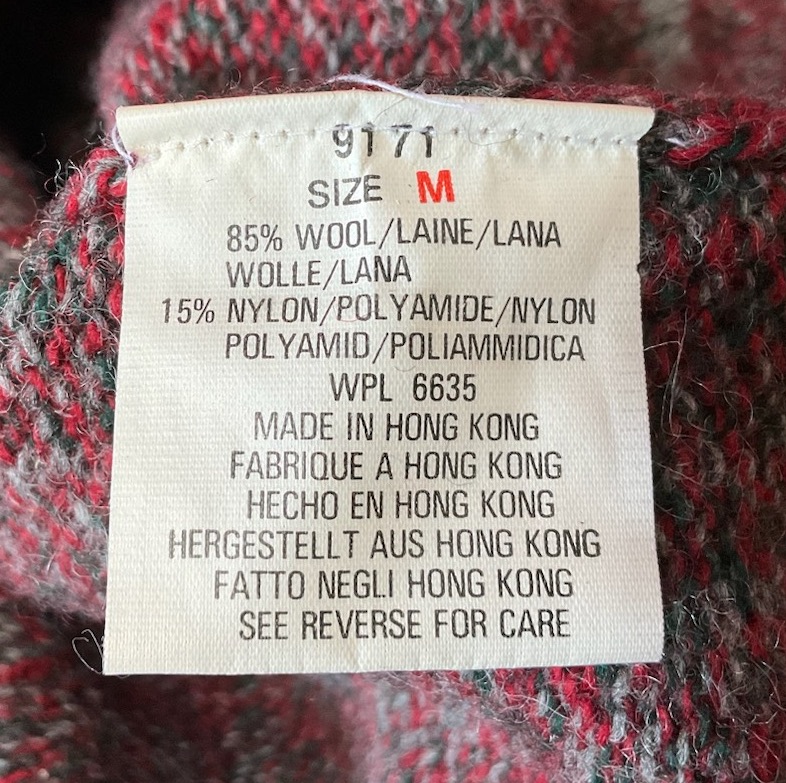 9171
SIZE M
85% WOOL/LAINE/LANA
WOLLE/LANA
15% NYLON/POLYAMIDE/NYLON
POLYAMID/POLIAMMIDICA
WPL 6635
MADE IN HONG KONG
FABRIQUE A HONG KONG
HECHO EN HONG KONG
HERGESTELLT AUS HONG KONG
FATTO NEGLI HONG KONG
SEE REVERSE FOR CARE